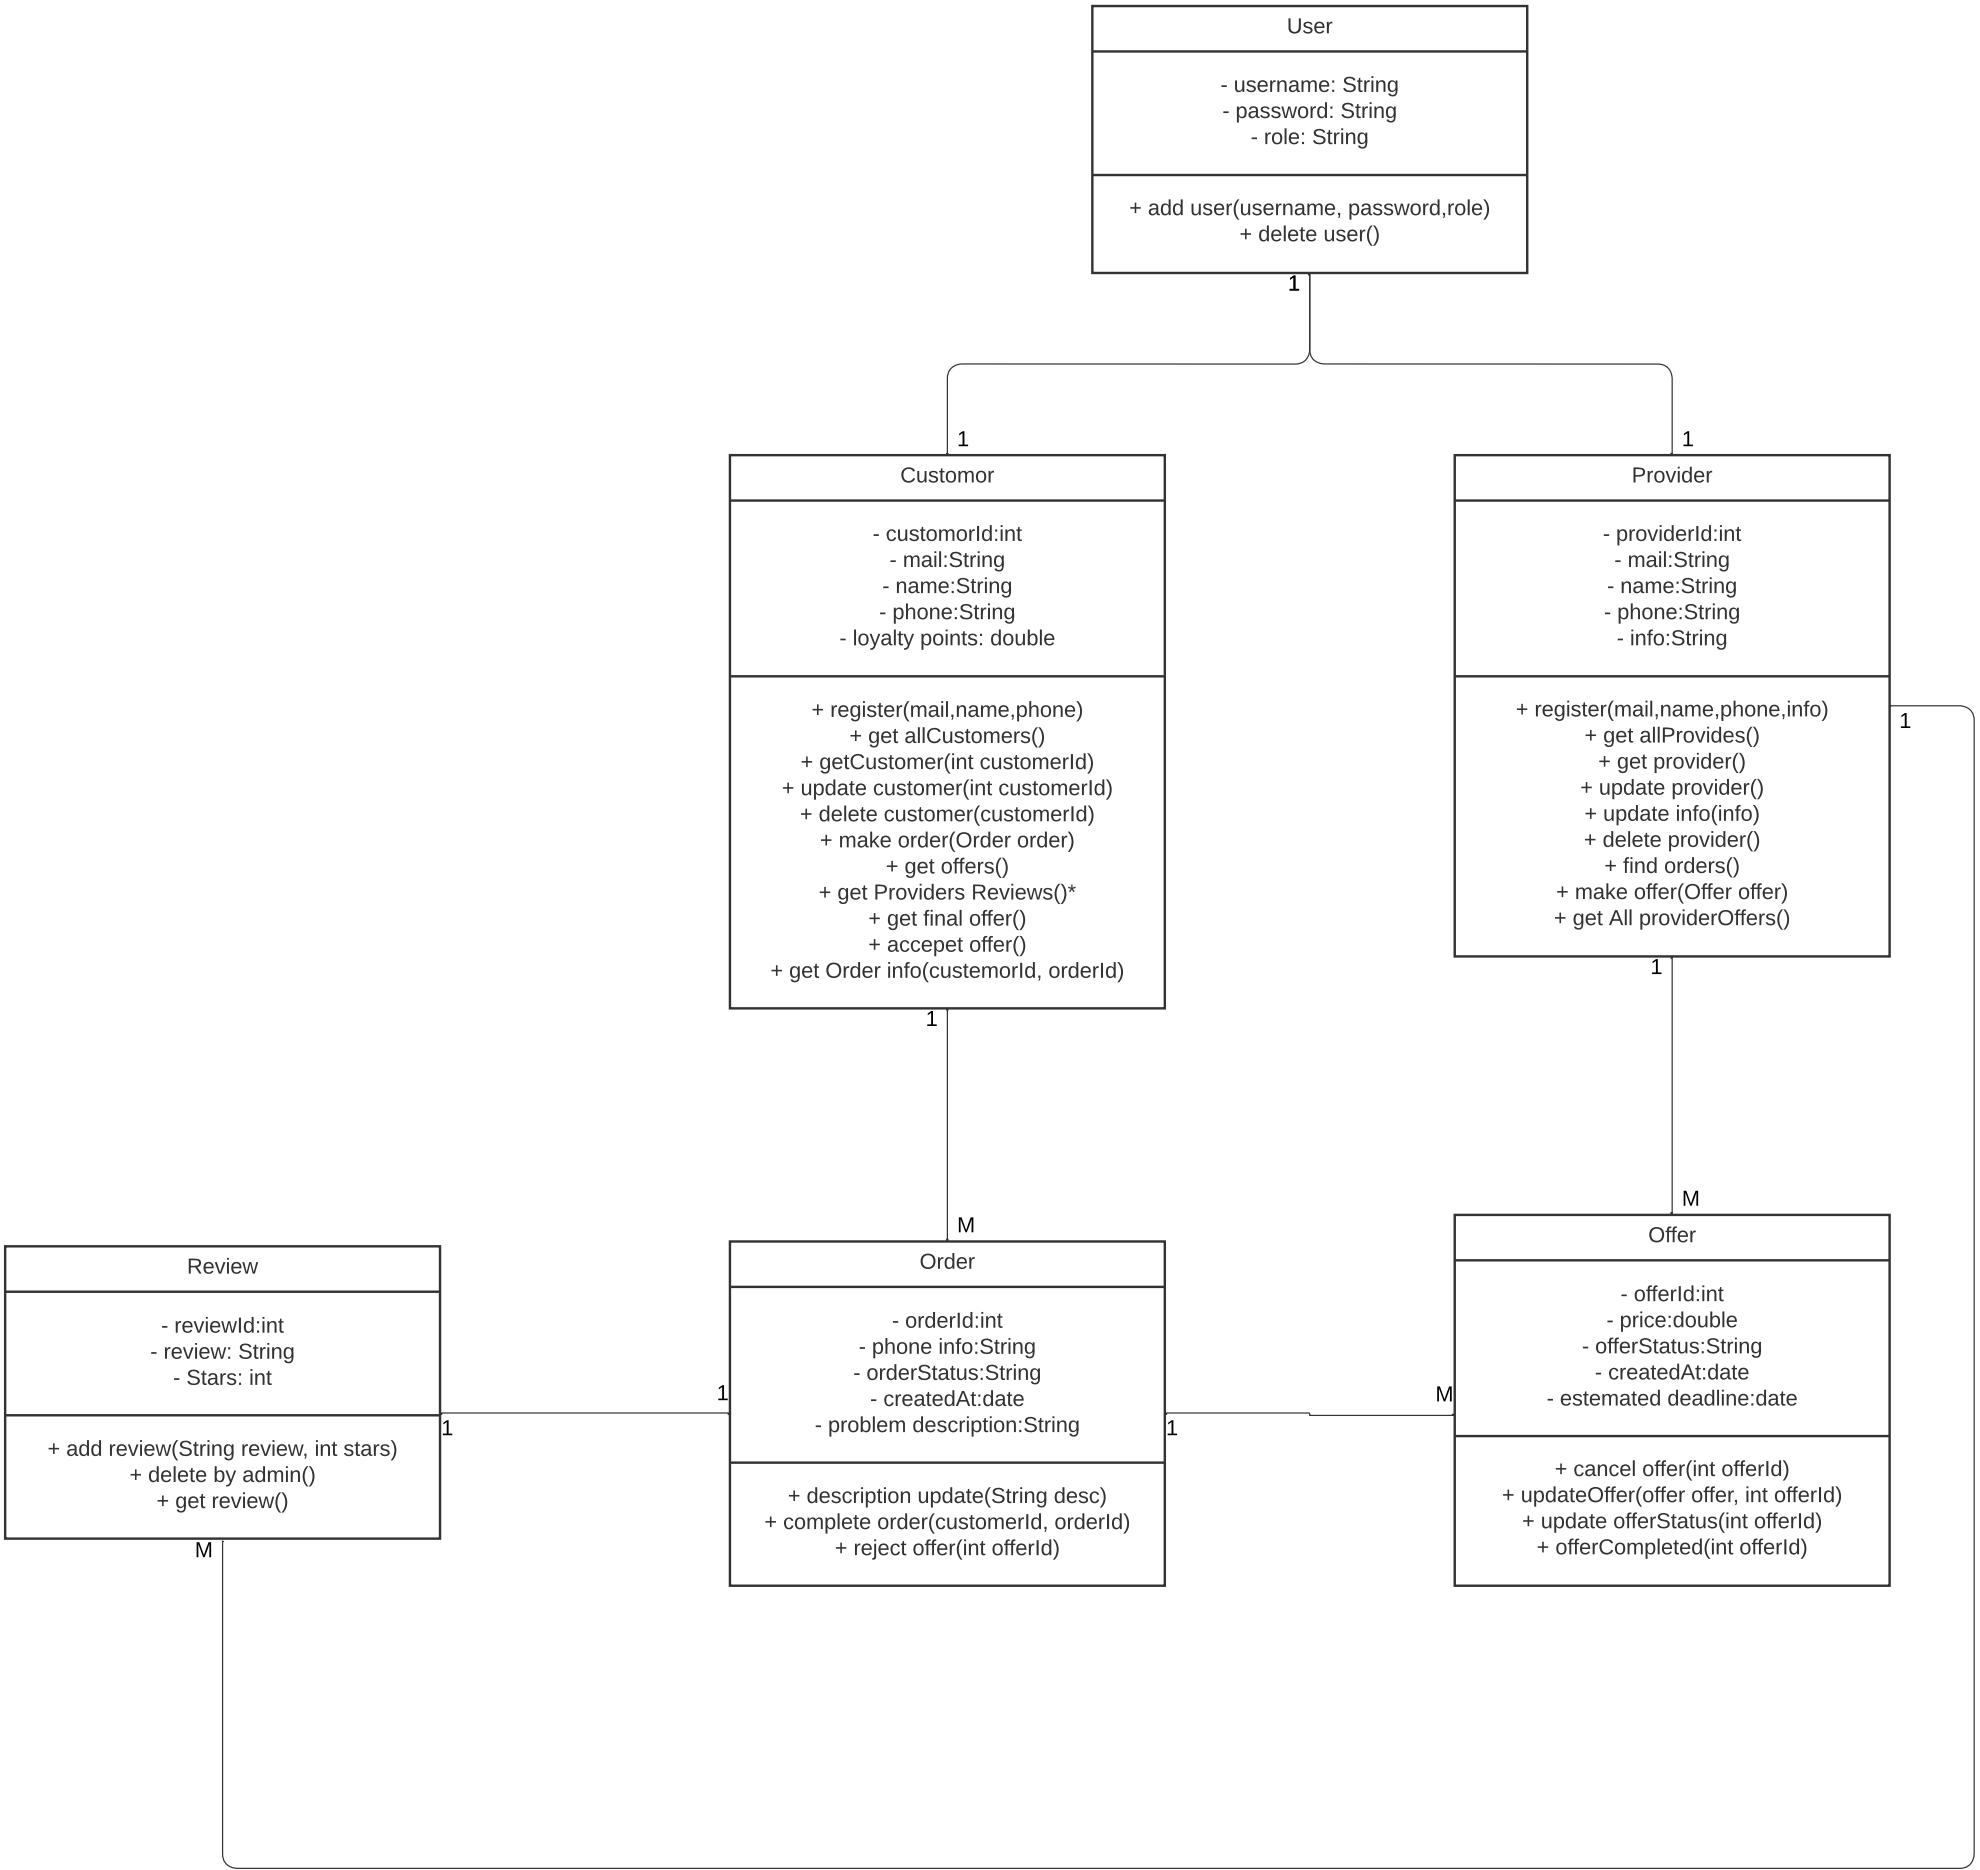 User
- username: String
- password: String
- role: String
+ add user(username, password,role)
+ delete user()
1
1
1
Customor
- customorId:int
- mail:String
- name:String
- phone:String
- loyalty points: double
+ register(mail,name,phone)
+ get allCustomers()
+ getCustomer(int customerId)
+ update customer(int customerId)
+ delete customer(customerId)
+ make order(Order order)
+ get offers()
+ get Providers Reviews()*
+ get final offer()
+ accepet offer()
+ get Order info(custemorId, orderId)
1
Provider
- providerId:int
- mail:String
- name:String
- phone:String
- info:String
+ register(mail,name,phone,info)
+ get allProvides()
+ get provider()
+ update provider()
+ update info(info)
+ delete provider()
+ find orders()
+ make offer(Offer offer)
+ get All providerOffers()
1
1
M
M
Review
- reviewId:int
- review: String
- Stars: int
+ add review(String review, int stars)
+ delete by admin()
+ get review()
M
1
1
Order
- orderId:int
- phone info:String
- orderStatus:String
- createdAt:date
- problem description:String
+ description update(String desc)
+ complete order(customerId, orderId)
+ reject offer(int offerId)
1
M
Offer
- offerId:int
- price:double
- offerStatus:String
- createdAt:date
- estemated deadline:date
+ cancel offer(int offerId)
+ updateOffer(offer offer, int offerId)
+ update offerStatus(int offerId)
+ offerCompleted(int offerId)